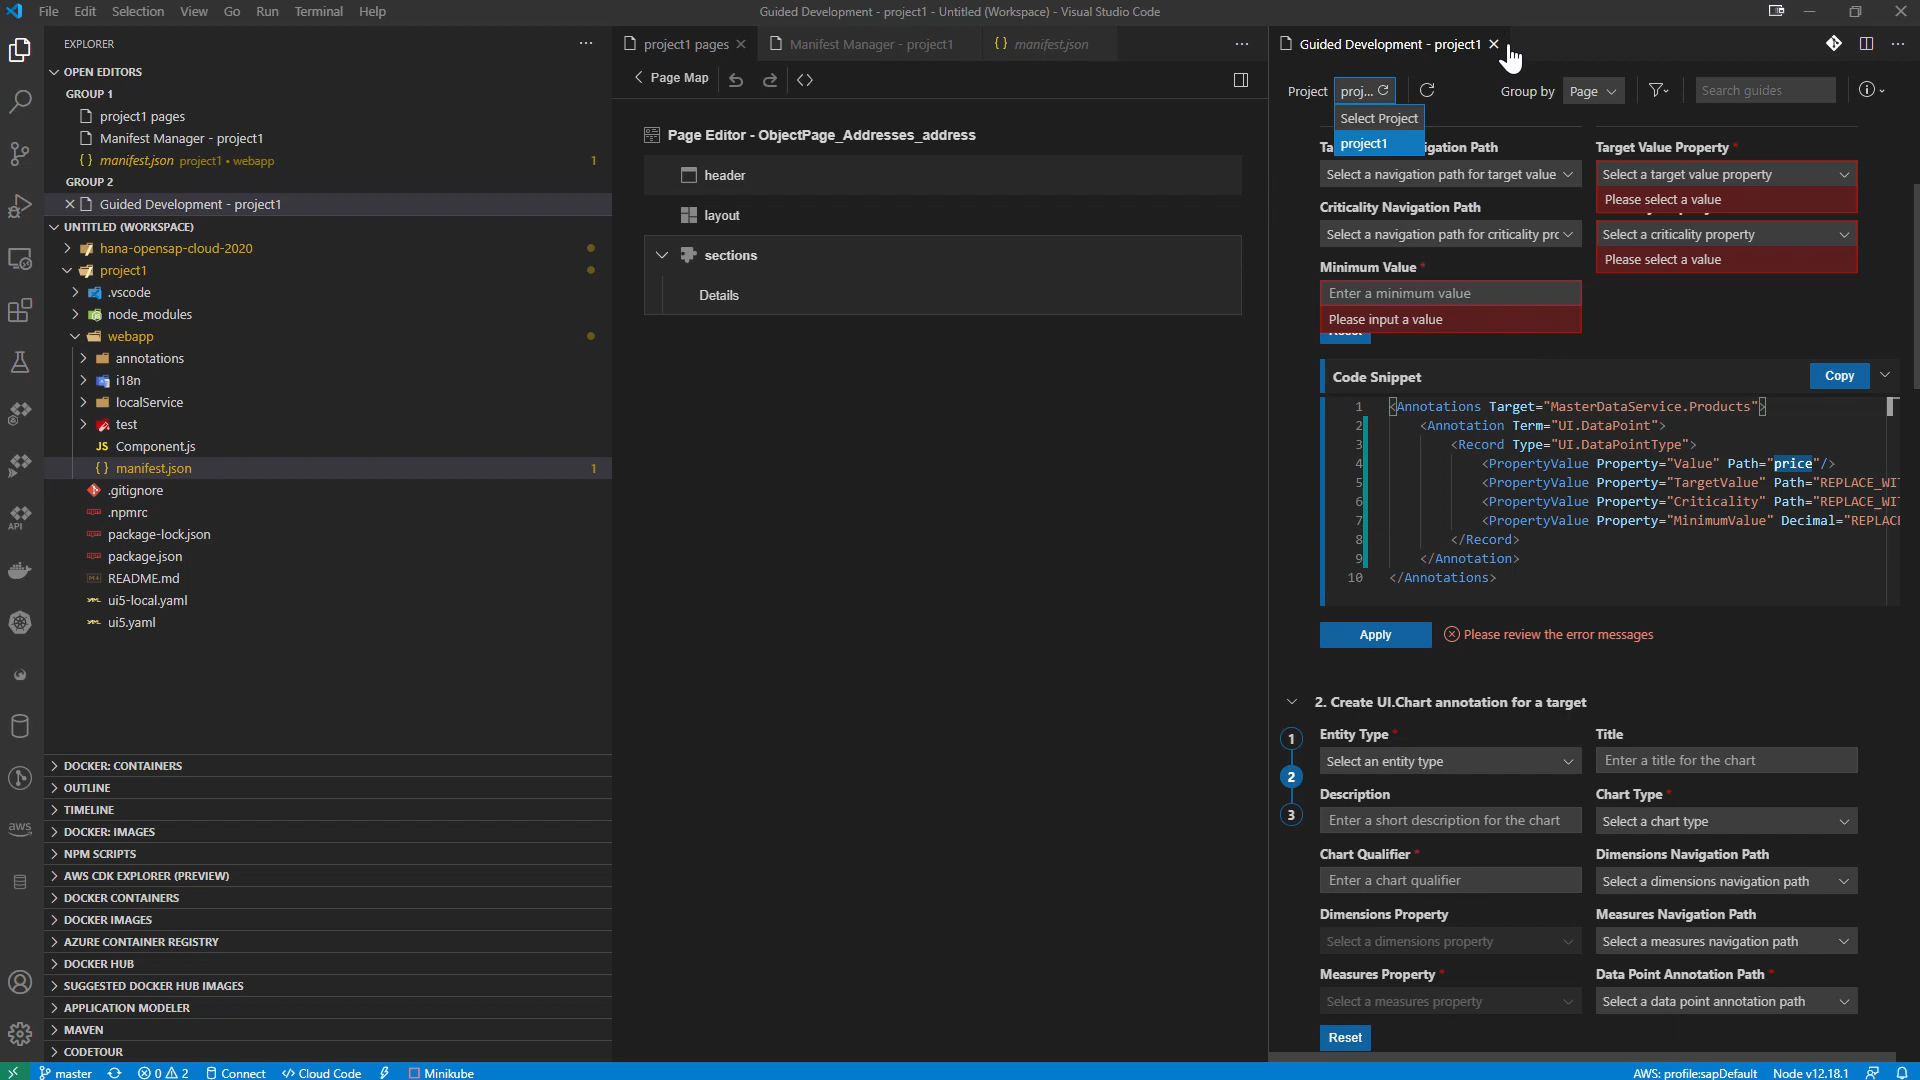 File Edit Selection View Go Run Terminal Help
Guided Development - project1 - Untitled (Workspace) - Visual Studio Code
EXPLORER
OPEN EDITORS
GROUP 1
project1 pages
Manifest Manager - project1
{ } manifest.json project1 • webapp 1
GROUP 2
Guided Development - project1
UNTITLED (WORKSPACE)
hana-opensap-cloud-2020
project1
.vscode
node_modules
webapp
annotations
i18n
localService
test
JS Component.js
{ } manifest.json 1
.gitignore
.npmrc
package-lock.json
package.json
README.md
ui5-local.yaml
ui5.yaml
DOCKER: CONTAINERS
OUTLINE
TIMELINE
DOCKER: IMAGES
NPM SCRIPTS
AWS CDK EXPLORER (PREVIEW)
DOCKER CONTAINERS
DOCKER IMAGES
AZURE CONTAINER REGISTRY
DOCKER HUB
SUGGESTED DOCKER HUB IMAGES
APPLICATION MODELER
MAVEN
CODETOUR
API
aws
project1 pages
Manifest Manager - project1
{ } manifest.json
Page Map
Page Editor - ObjectPage_Addresses_address
header
layout
sections
Details
Guided Development - project1
Project proj...
Group by Page
Search guides
Select Project
project1
Ta
igation Path
Target Value Property *
Select a navigation path for target value
Select a target value property
Please select a value
Criticality Navigation Path
Select a navigation path for criticality prc
Select a criticality property
Please select a value
Minimum Value *
Enter a minimum value
Please input a value
Code Snippet
Copy
1 <Annotations Target="MasterDataService.Products">
2 <Annotation Term="UI.DataPoint">
3 <Record Type="UI.DataPointType">
4 <PropertyValue Property="Value" Path="price"/>
5 <PropertyValue Property="TargetValue" Path="REPLACE_WIT
6 <PropertyValue Property="Criticality" Path="REPLACE_WIT
7 <PropertyValue Property="MinimumValue" Decimal="REPLACE
8 </Record>
9 </Annotation>
10 </Annotations>
Apply
Please review the error messages
2. Create UI.Chart annotation for a target
1
2
3
Entity Type *
Title
Select an entity type
Enter a title for the chart
Description
Chart Type *
Enter a short description for the chart
Select a chart type
Chart Qualifier *
Dimensions Navigation Path
Enter a chart qualifier
Select a dimensions navigation path
Dimensions Property
Measures Navigation Path
Select a dimensions property
Select a measures navigation path
Measures Property *
Data Point Annotation Path *
Select a measures property
Select a data point annotation path
Reset
master 0 2 Connect Cloud Code Minikube
AWS: profile:sapDefault Node v12.18.1